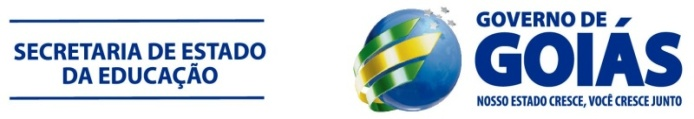 SECRETARIA DE ESTADO
DA EDUCAÇÃO
GOVERNO DE
GOIÁS
NOSSO ESTADO CRESCE, VOCÊ CRESCE JUNTO